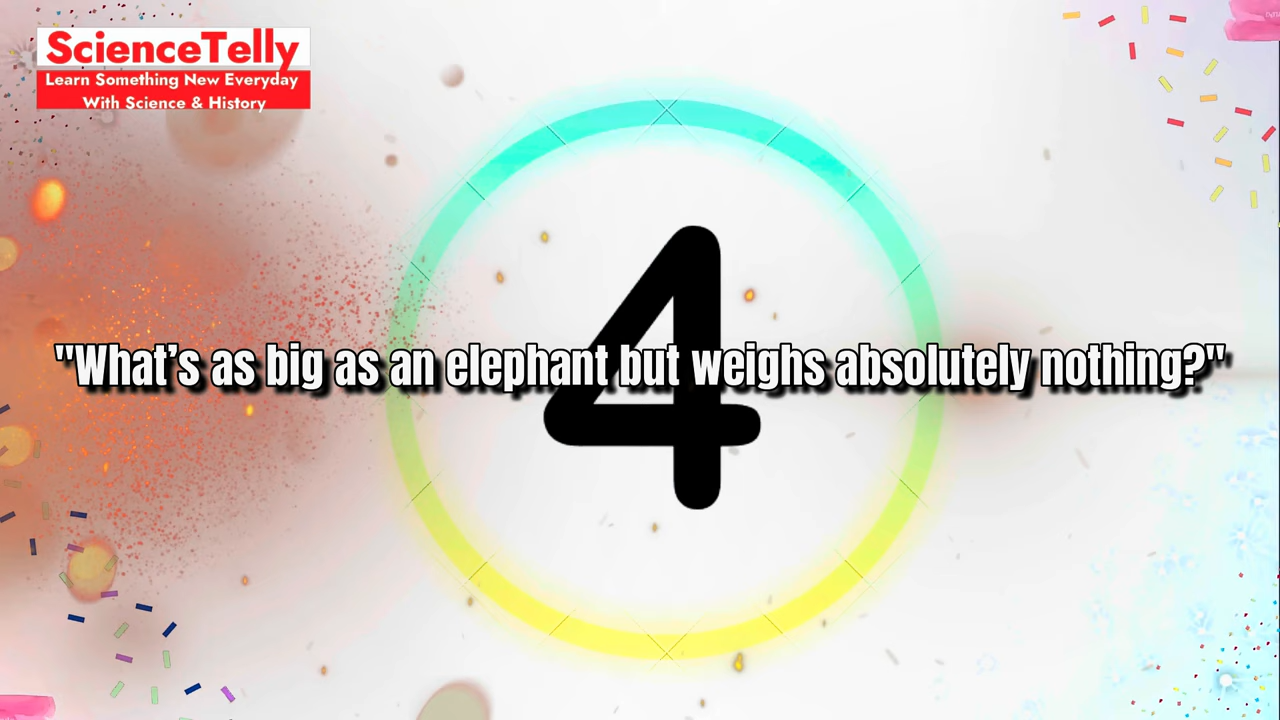 ScienceTelly
Learn Something New Everyday
With Science & History
4
"What’s as big as an elephant but weighs absolutely nothing?"